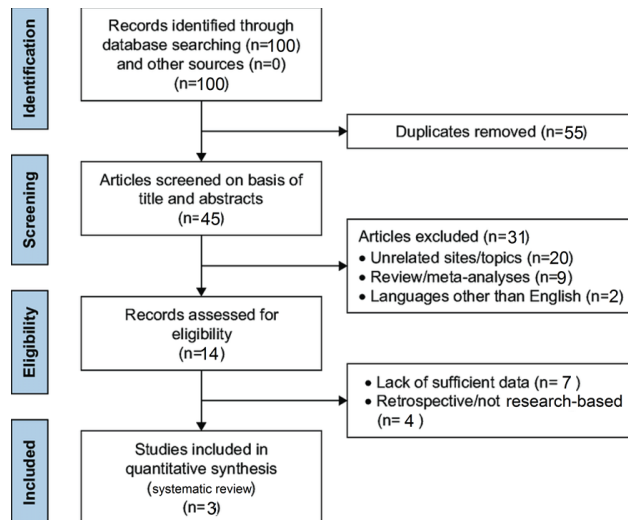 Identification
Records identified through
database searching (n=100)
and other sources (n=0)
(n=100)
Duplicates removed (n=55)
Screening
Articles screened on basis of
title and abstracts
(n=45)
Articles excluded (n=31)
• Unrelated sites/topics (n=20)
• Review/meta-analyses (n=9)
• Languages other than English (n=2)
Eligibility
Records assessed for
eligibility
(n=14)
• Lack of sufficient data (n= 7 )
• Retrospective/not research-based
(n= 4 )
Included
Studies included in
quantitative synthesis
(systematic review)
(n=3)